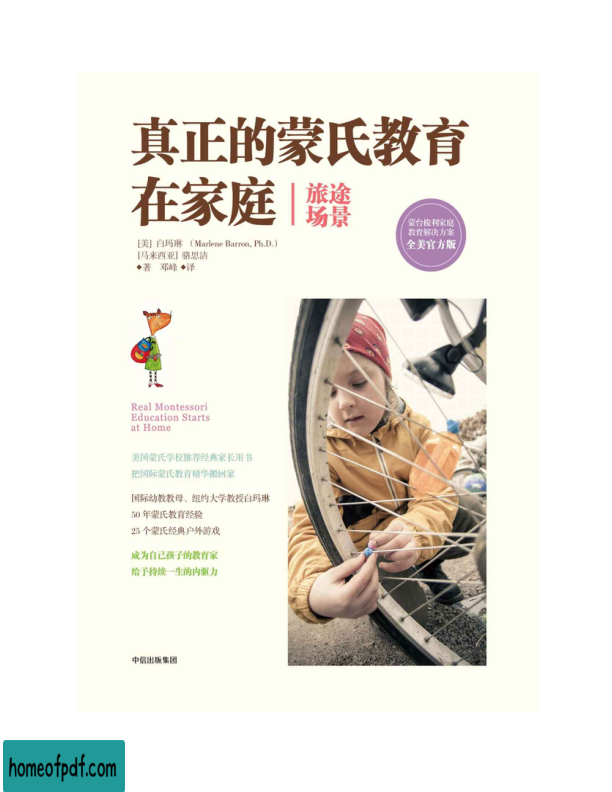 真正的蒙氏教育
在家庭
旅途
场景
[美] 白玛琳 （Marlene Barron, Ph.D.）
[马来西亚] 骆思洁
◆著 邓峰◆译
蒙台梭利家庭
教育解决方案
全美官方版
Real Montessori
Education Starts
at Home
美国蒙氏学校推荐经典家长用书
把国际蒙氏教育精华搬回家
国际幼教教母、纽约大学教授白玛琳
50 年蒙氏教育经验
25 个蒙氏经典户外游戏
成为自己孩子的教育家
给予持续一生的内驱力
中信出版集团
homeofpdf.com